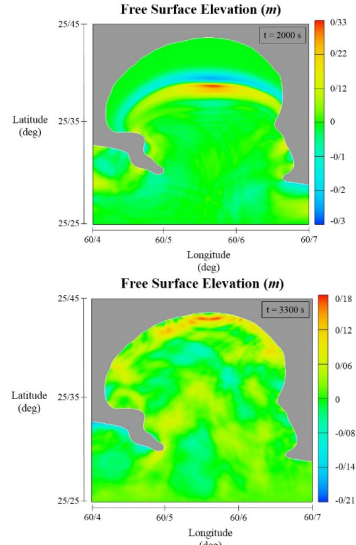 Free Surface Elevation (m)
t = 2000 s
25/45
25/35
25/25
Latitude
(deg)
60/4 60/5 60/6 60/7
Longitude
(deg)
0/33
0/22
0/12
0
-0/1
-0/2
-0/3
Free Surface Elevation (m)
t = 3300 s
25/45
25/35
25/25
Latitude
(deg)
60/4 60/5 60/6 60/7
Longitude
(deg)
0/18
0/10
0/04
0
-0/08
-0/14
-0/21